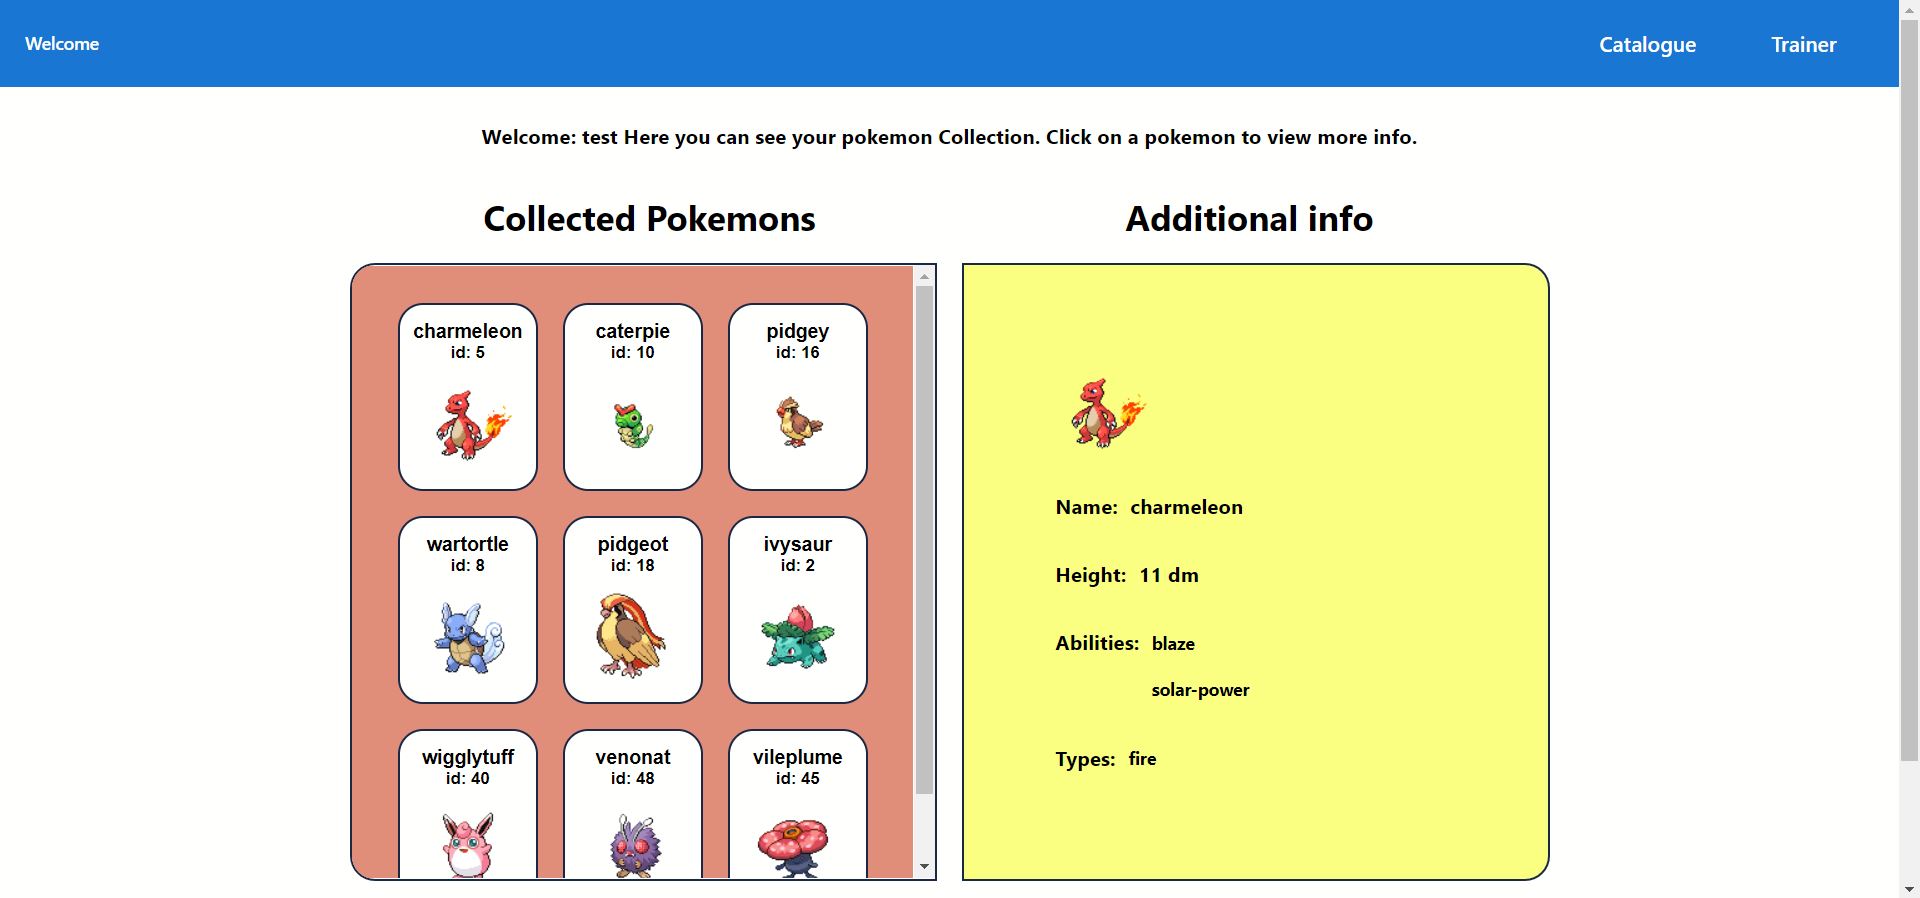 Welcome
Catalogue
Trainer
Welcome: test Here you can see your pokemon Collection. Click on a pokemon to view more info.
Collected Pokemons
charmeleon
id: 5
caterpie
id: 10
pidgey
id: 16
wartortle
id: 8
pidgeot
id: 18
ivysaur
id: 2
wigglytuff
id: 40
venonat
id: 48
vileplume
id: 45
Additional info
Name: charmeleon
Height: 11 dm
Abilities: blaze
solar-power
Types: fire